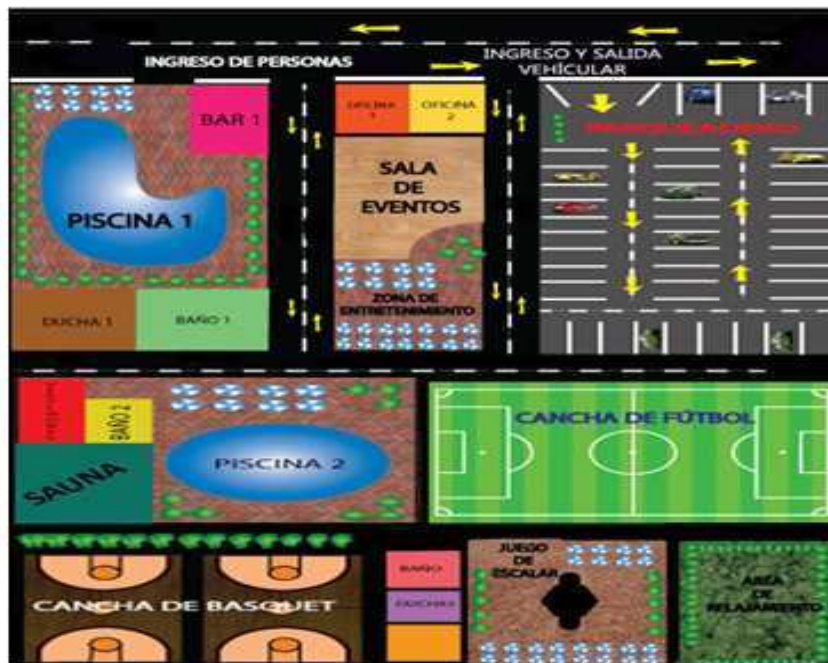 INGRESO DE PERSONAS
INGRESO Y SALIDA
VEHÍCULAR
BAR 1
OFICINA
1
OFICINA
2
PISCINA 1
SALA
DE
EVENTOS
DUCHA 1
BAÑO 1
ZONA DE
ENTRETENIMIENTO
BAÑO 2
SAUNA
PISCINA 2
CANCHA DE FÚTBOL
CANCHA DE BASQUET
BAÑO
DUCHAS
JUEGO
DE
ESCALAR
AREA
DE
RELAJAMIENTO